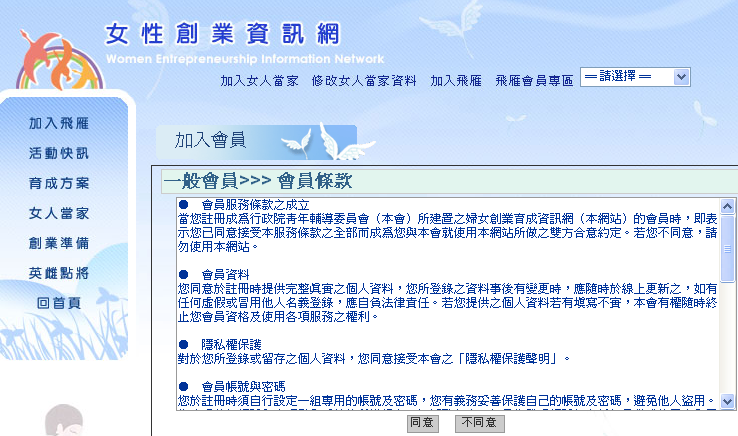 女性創業資訊網
Women Entrepreneurship Information Network
加入女人當家 修改女人當家資料 加入飛雁 飛雁會員專區 ＝請選擇＝
加入飛雁
活動快訊
育成方案
女人當家
創業準備
英雌點將
回首頁
加入會員
一般會員>>> 會員條款
● 會員服務條款之成立
當您註冊成為行政院青年輔導委員會（本會）所建置之婦女創業育成資訊網（本網站）的會員時，即表
示您已同意接受本服務條款之全部而成為您與本會就使用本網站所做之雙方合意約定。若您不同意，請
勿使用本網站。
● 會員資料
您同意於註冊時提供完整真實之個人資料，您所登錄之資料事後有變更時，應隨時於線上更新之，如有
任何虛假或冒用他人名義登錄，應自負法律責任。若您提供之個人資料若有填寫不實，本會有權隨時終
止您會員資格及使用各項服務之權利。
● 隱私權保護
對於您所登錄或留存之個人資料，您同意接受本會之「隱私權保護聲明」。
● 會員帳號與密碼
您於註冊時須自行設定一組專用的帳號及密碼，您有義務妥善保護自己的帳號及密碼，避免他人盜用。
同意 不同意